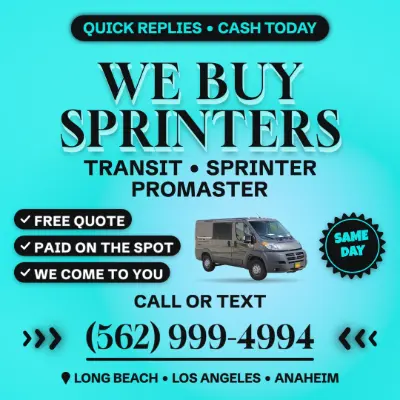 QUICK REPLIES • CASH TODAY
WE BUY
SPRINTERS
TRANSIT • SPRINTER
PROMASTER
FREE QUOTE
PAID ON THE SPOT
WE COME TO YOU
SAME
DAY
CALL OR TEXT
(562) 999-4994
LONG BEACH • LOS ANGELES • ANAHEIM